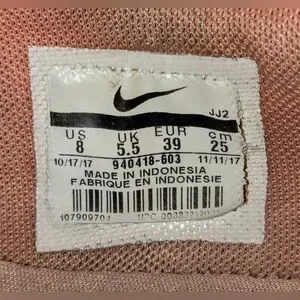 JJ2
US UK EUR cm
8 5.5 39 25
10/17/17 940418-603 11/11/17
MADE IN INDONESIA
FABRIQUE EN INDONESIE
UPC